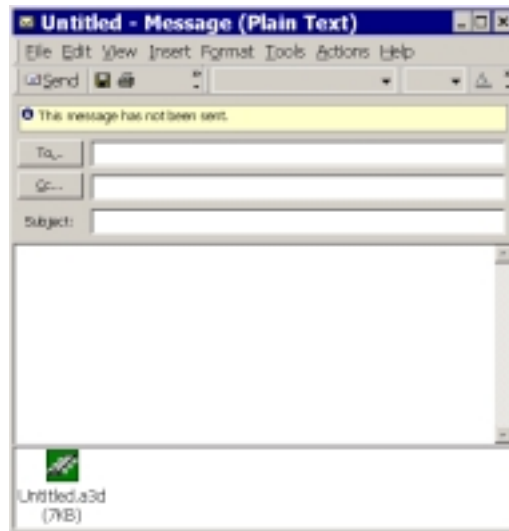 Untitled - Message (Plain Text)
File Edit View Insert Format Tools Actions Help
Send
This message has not been sent.
To...
Cc...
Subject:
Untitled.a3d
(7KB)